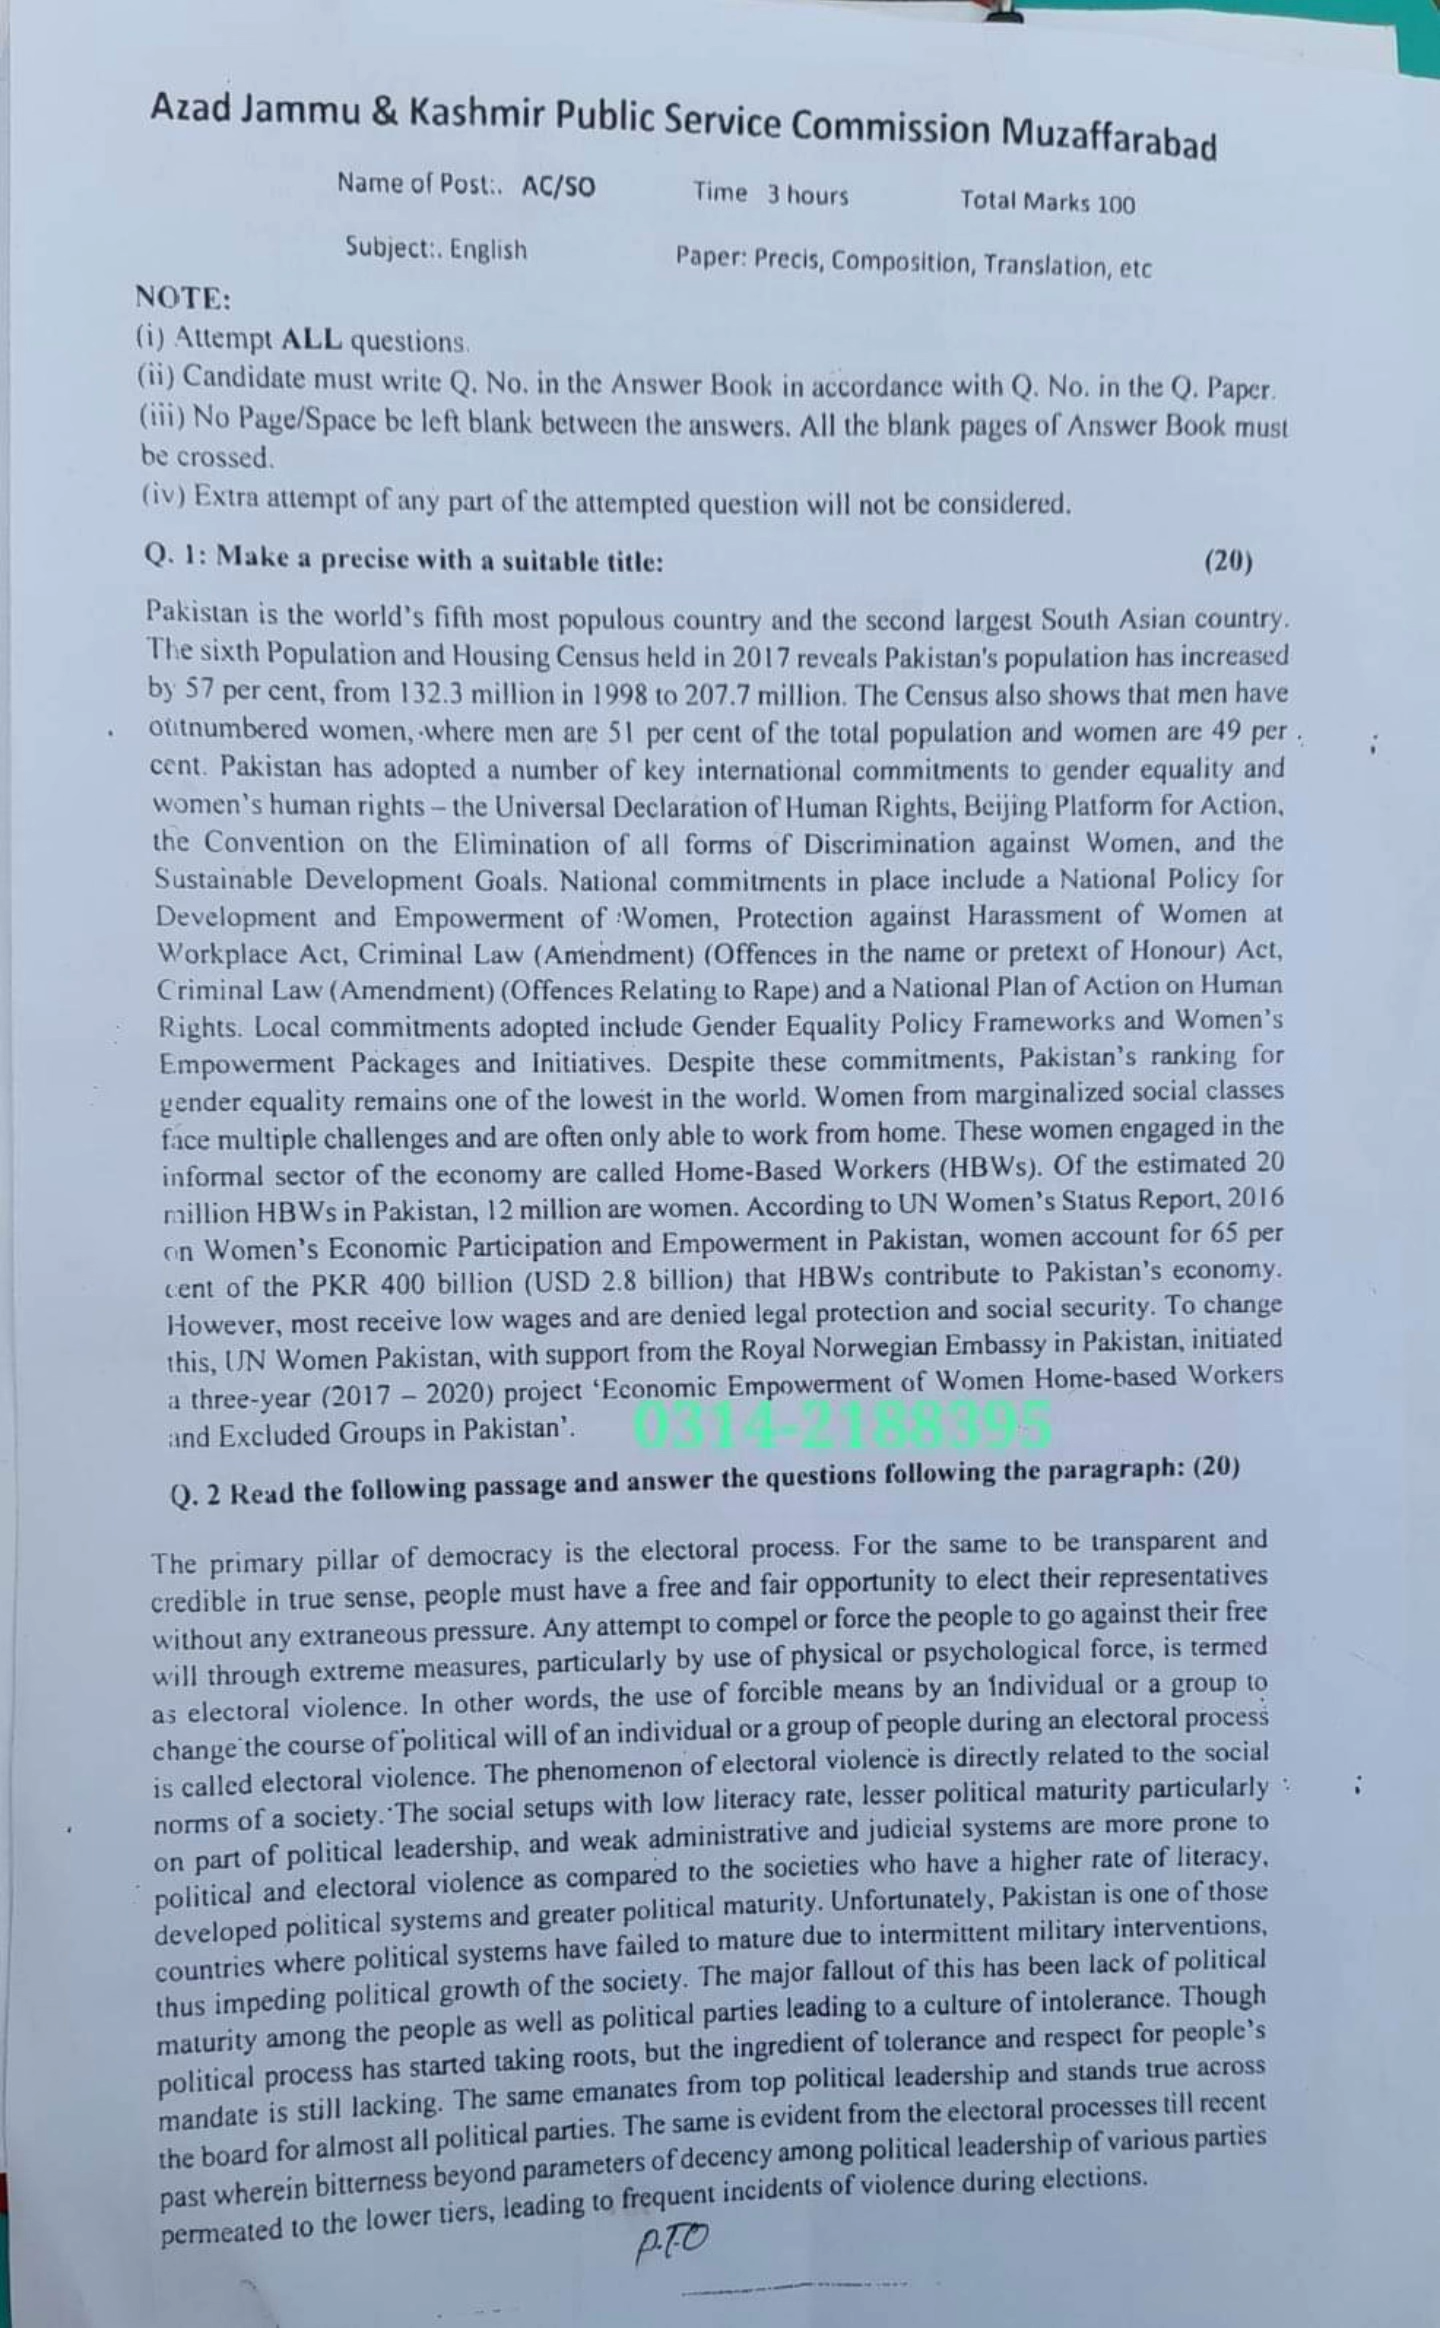 Azad Jammu & Kashmir Public Service Commission Muzaffarabad
Name of Post:. AC/SO Time 3 hours Total Marks 100
Subject:. English Paper: Precis, Composition, Translation, etc
NOTE:
(i) Attempt ALL questions.
(ii) Candidate must write Q. No. in the Answer Book in accordance with Q. No. in the Q. Paper.
(iii) No Page/Space be left blank between the answers. All the blank pages of Answer Book must
be crossed.
(iv) Extra attempt of any part of the attempted question will not be considered.
Q. 1: Make a precise with a suitable title: (20)
Pakistan is the world's fifth most populous country and the second largest South Asian country.
The sixth Population and Housing Census held in 2017 reveals Pakistan's population has increased
by 57 per cent, from 132.3 million in 1998 to 207.7 million. The Census also shows that men have
outnumbered women, where men are 51 per cent of the total population and women are 49 per
cent. Pakistan has adopted a number of key international commitments to gender equality and
women's human rights – the Universal Declaration of Human Rights, Beijing Platform for Action,
the Convention on the Elimination of all forms of Discrimination against Women, and the
Sustainable Development Goals. National commitments in place include a National Policy for
Development and Empowerment of Women, Protection against Harassment of Women at
Workplace Act, Criminal Law (Amendment) (Offences in the name or pretext of Honour) Act,
Criminal Law (Amendment) (Offences Relating to Rape) and a National Plan of Action on Human
Rights. Local commitments adopted include Gender Equality Policy Frameworks and Women's
Empowerment Packages and Initiatives. Despite these commitments, Pakistan's ranking for
gender equality remains one of the lowest in the world. Women from marginalized social classes
face multiple challenges and are often only able to work from home. These women engaged in the
informal sector of the economy are called Home-Based Workers (HBWs). Of the estimated 20
million HBWs in Pakistan, 12 million are women. According to UN Women's Status Report, 2016
on Women's Economic Participation and Empowerment in Pakistan, women account for 65 per
cent of the PKR 400 billion (USD 2.8 billion) that HBWs contribute to Pakistan's economy.
However, most receive low wages and are denied legal protection and social security. To change
this, UN Women Pakistan, with support from the Royal Norwegian Embassy in Pakistan, initiated
a three-year (2017 – 2020) project 'Economic Empowerment of Women Home-based Workers
and Excluded Groups in Pakistan'.
0314-2188395
Q. 2 Read the following passage and answer the questions following the paragraph: (20)
The primary pillar of democracy is the electoral process. For the same to be transparent and
credible in true sense, people must have a free and fair opportunity to elect their representatives
without any extraneous pressure. Any attempt to compel or force the people to go against their free
will through extreme measures, particularly by use of physical or psychological force, is termed
as electoral violence. In other words, the use of forcible means by an individual or a group to
change the course of political will of an individual or a group of people during an electoral process
is called electoral violence. The phenomenon of electoral violence is directly related to the social
norms of a society. The social setups with low literacy rate, lesser political maturity particularly
on part of political leadership, and weak administrative and judicial systems are more prone to
political and electoral violence as compared to the societies who have a higher rate of literacy,
developed political systems and greater political maturity. Unfortunately, Pakistan is one of those
countries where political systems have failed to mature due to intermittent military interventions,
thus impeding political growth of the society. The major fallout of this has been lack of political
maturity among the people as well as political parties leading to a culture of intolerance. Though
political process has started taking roots, but the ingredient of tolerance and respect for people's
mandate is still lacking. The same emanates from top political leadership and stands true across
the board for almost all political parties. The same is evident from the electoral processes till recent
past wherein bitterness beyond parameters of decency among political leadership of various parties
permeated to the lower tiers, leading to frequent incidents of violence during elections.
P.T.O